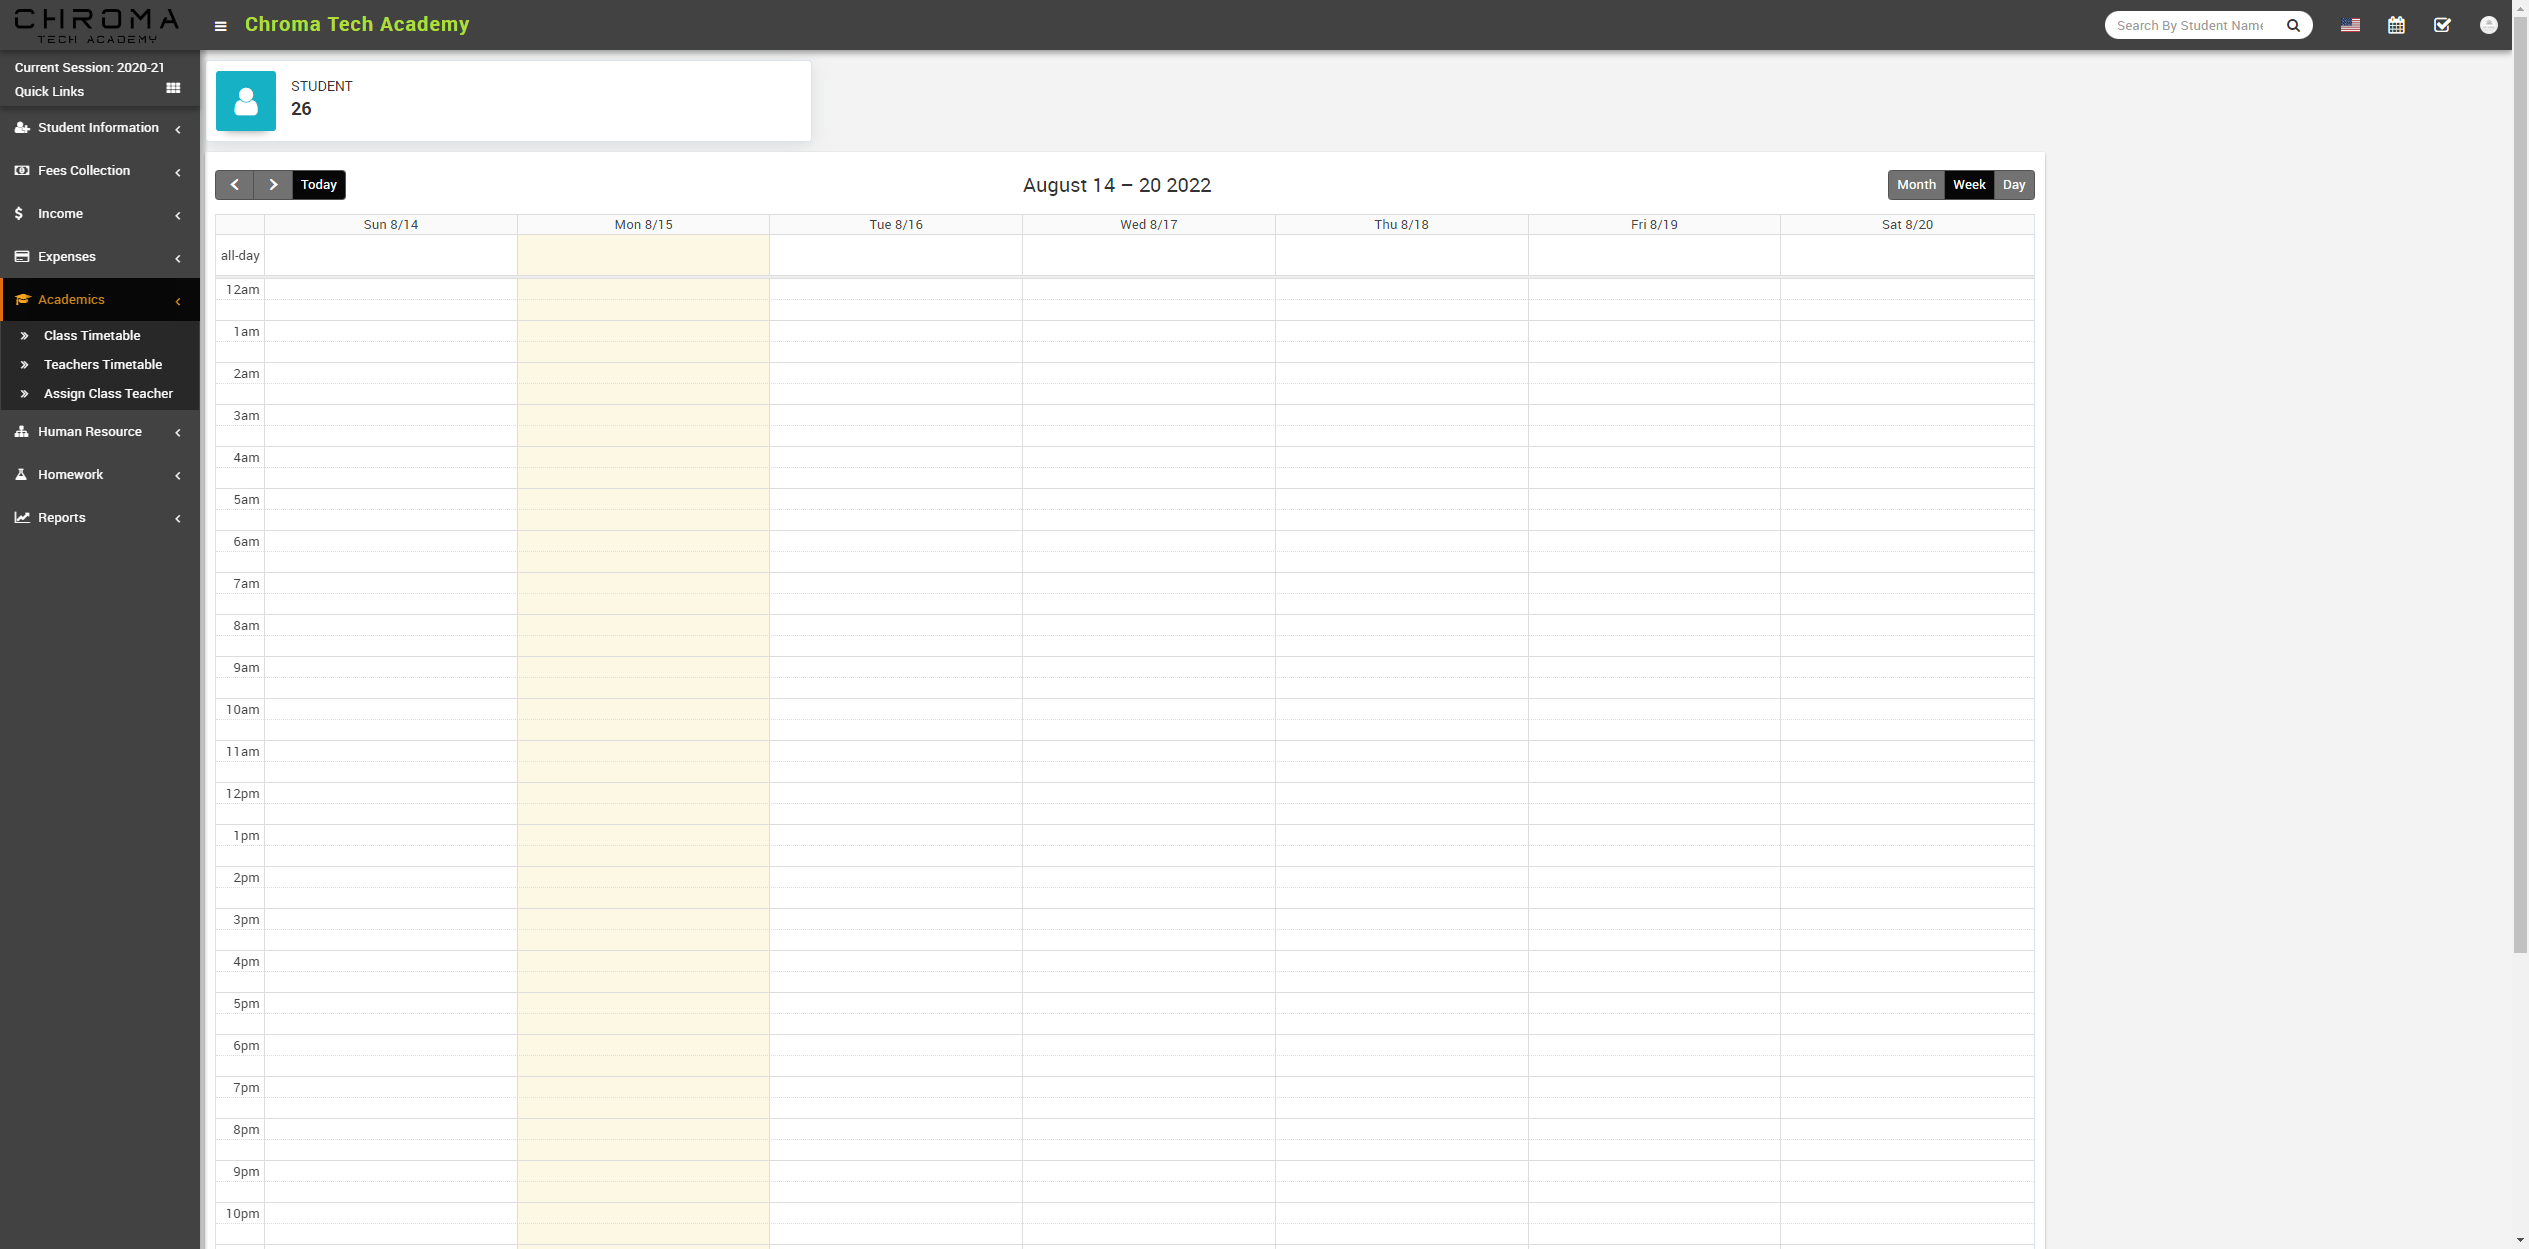 CHROMA
TECH ACADEMY
Chroma Tech Academy
Search By Student Name
Current Session: 2020-21
Quick Links
Student Information
Fees Collection
Income
Expenses
Academics
Class Timetable
Teachers Timetable
Assign Class Teacher
Human Resource
Homework
Reports
STUDENT
26
Today
August 14 – 20 2022
Month Week Day
Sun 8/14 Mon 8/15 Tue 8/16 Wed 8/17 Thu 8/18 Fri 8/19 Sat 8/20
all-day
12am
1am
2am
3am
4am
5am
6am
7am
8am
9am
10am
11am
12pm
1pm
2pm
3pm
4pm
5pm
6pm
7pm
8pm
9pm
10pm